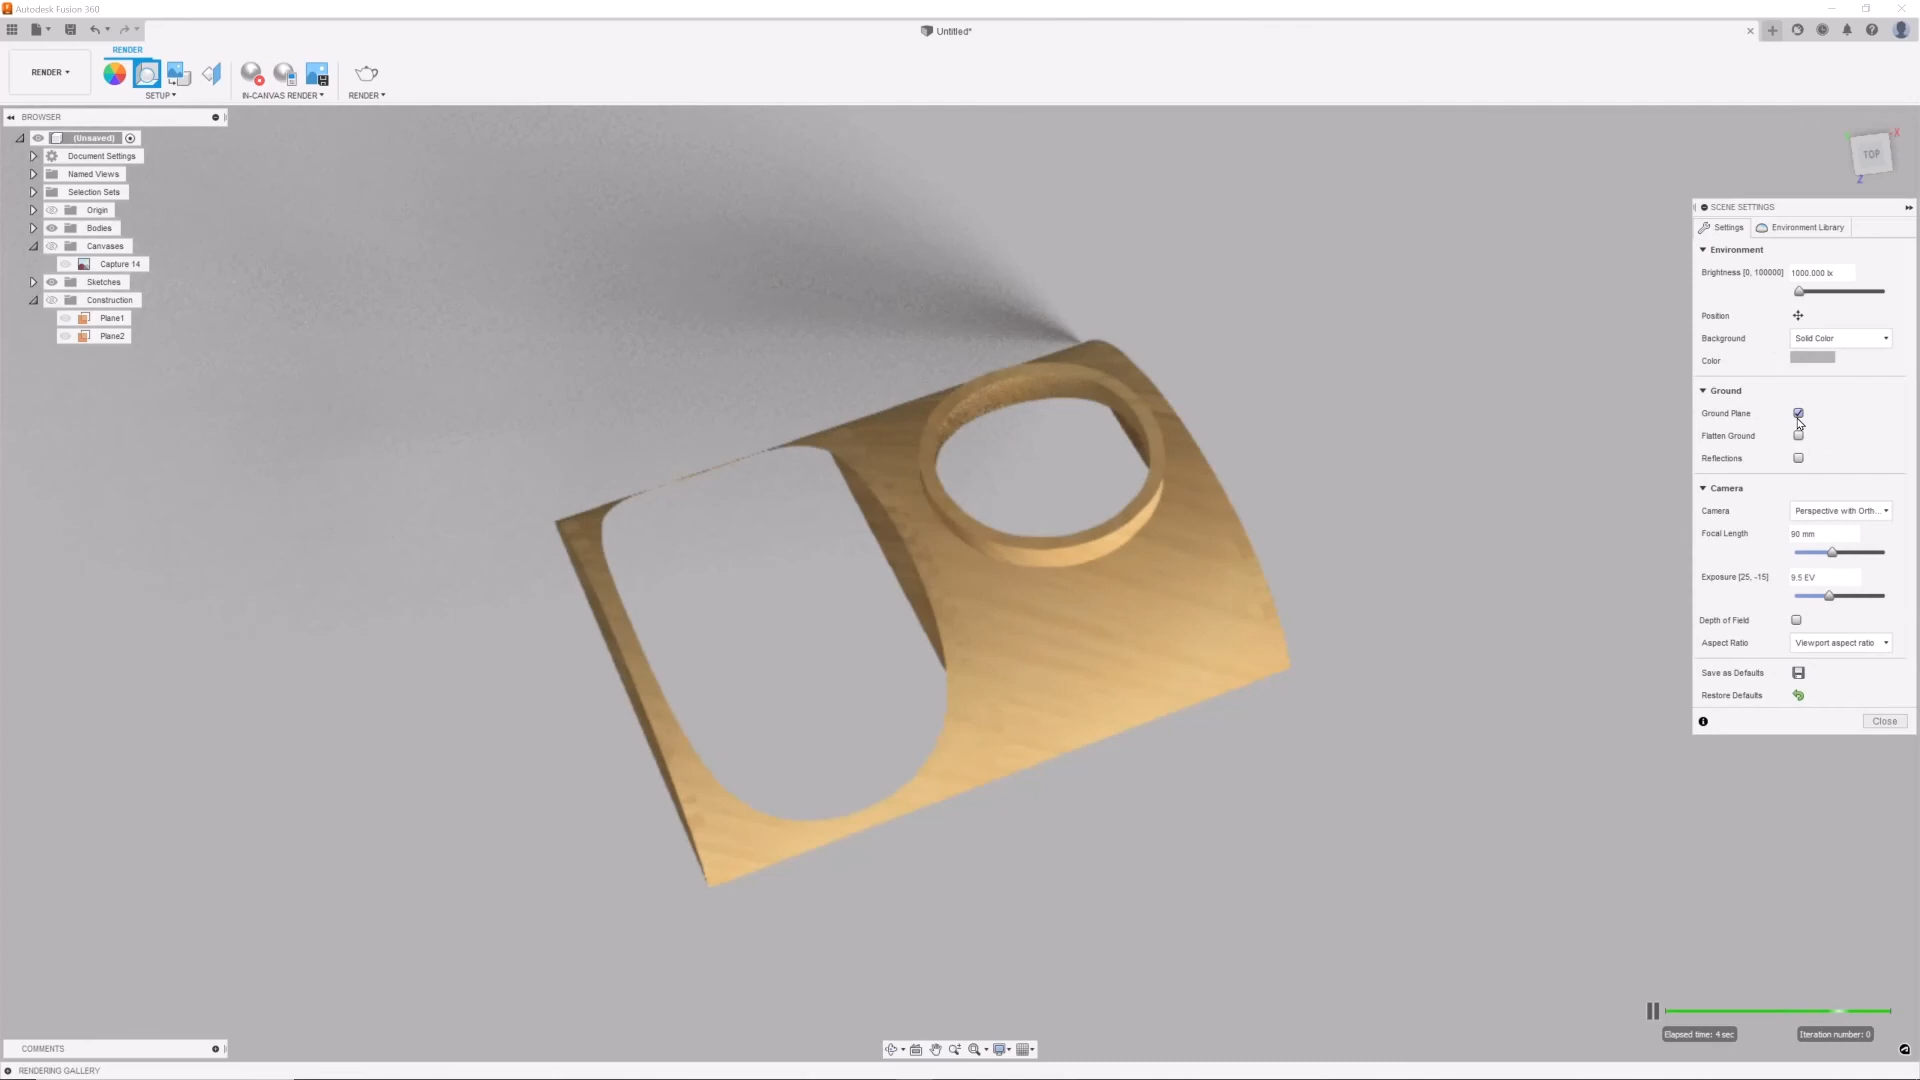 Autodesk Fusion 360
Untitled*
RENDER
RENDER
SETUP
IN-CANVAS RENDER
RENDER
BROWSER
(Unsaved)
Document Settings
Named Views
Selection Sets
Origin
Bodies
Canvases
Capture 14
Sketches
Construction
Plane1
Plane2
TOP
X
Z
SCENE SETTINGS
Settings
Environment Library
Environment
Brightness [0, 100000] 1000.000 lx
Position
Background Solid Color
Color
Ground
Ground Plane
Flatten Ground
Reflections
Camera
Camera Perspective with Orth...
Focal Length 90 mm
Exposure [25, -15] 9.5 EV
Depth of Field
Aspect Ratio Viewport aspect ratio
Save as Defaults
Restore Defaults
Close
Elapsed time: 4 sec
Iteration number: 0
COMMENTS
RENDERING GALLERY